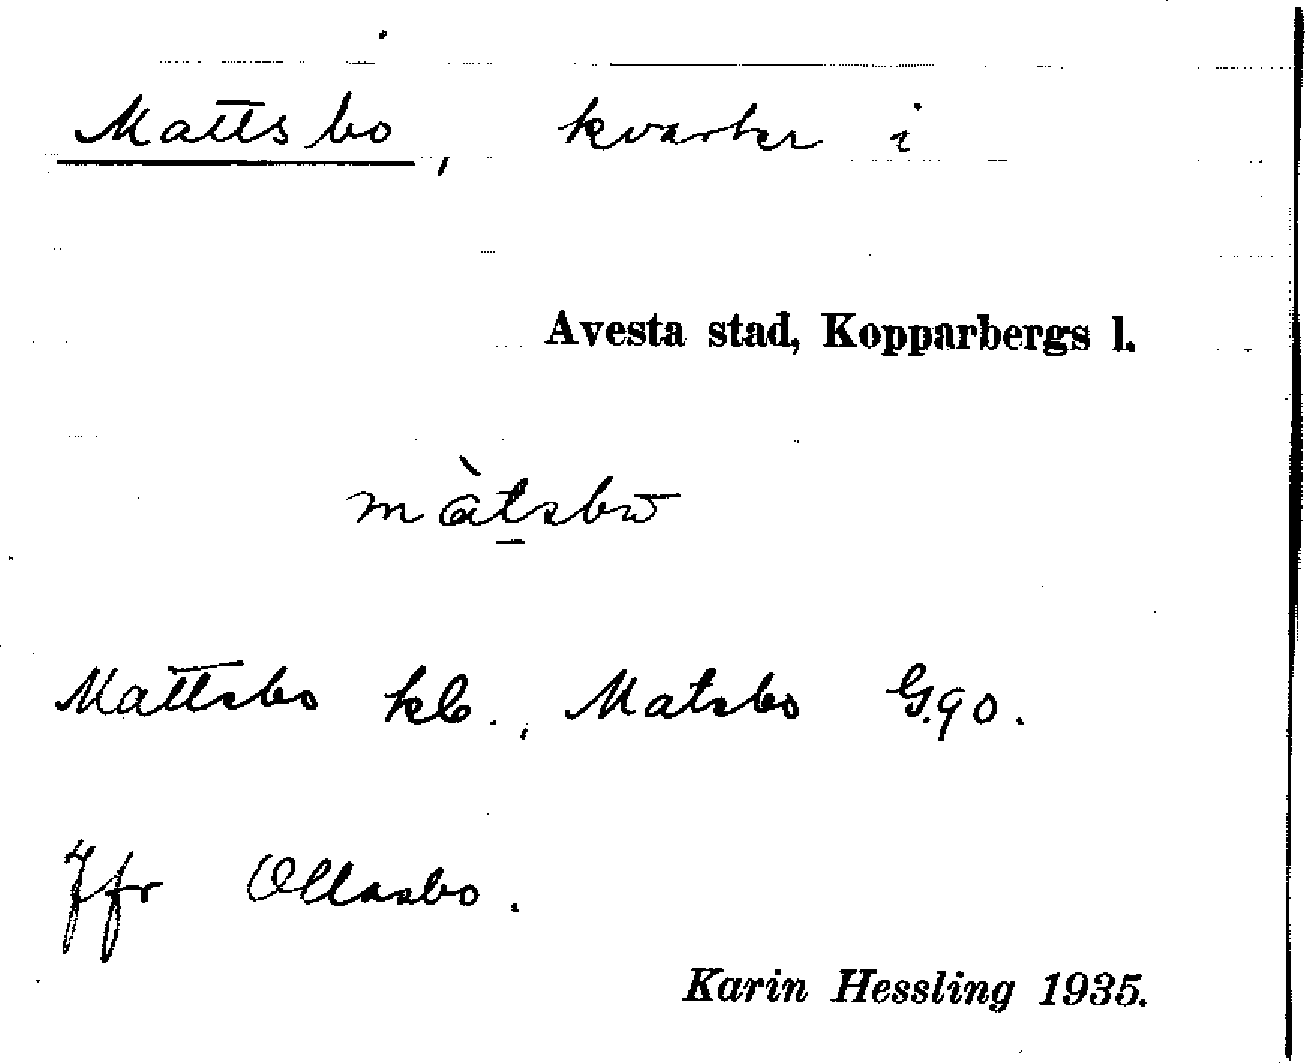 Mattsbo, kvarter i
Avesta stad, Kopparbergs l.
màtsbω
Mattsbo kb., Matsbo G.90.
Jfr Ollasbo.
Karin Hessling 1935.